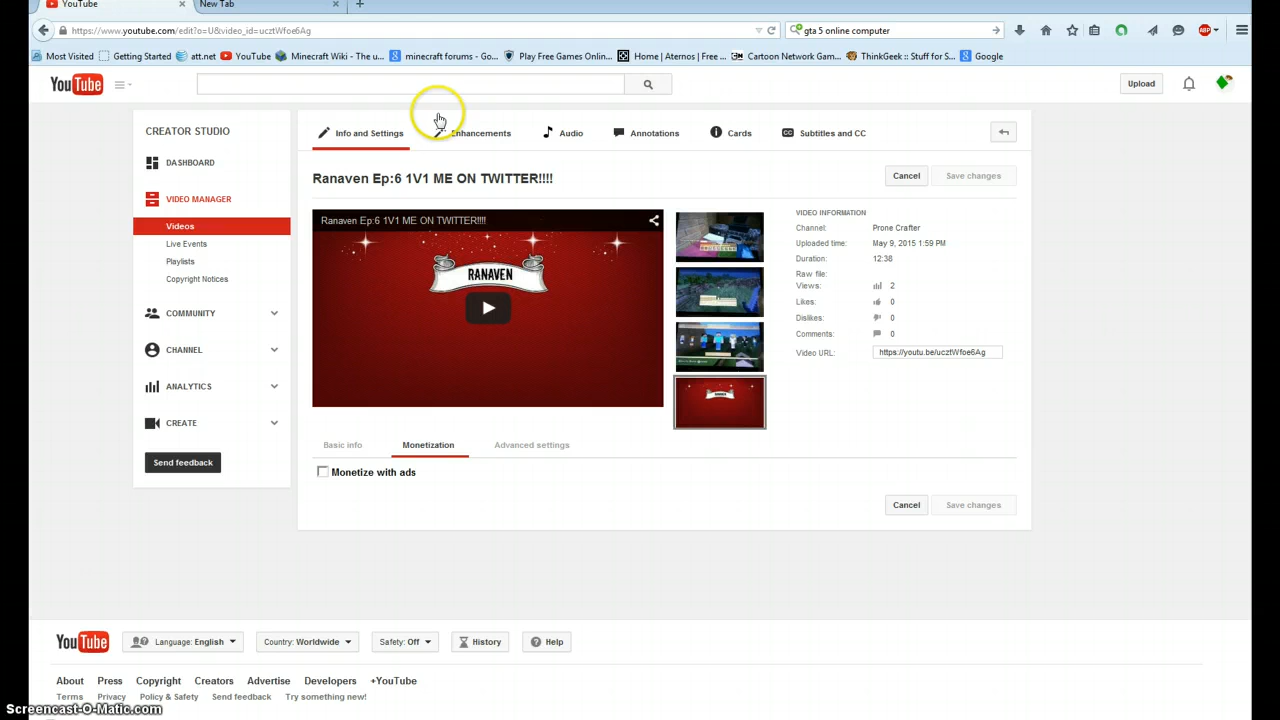 YouTube
New Tab
https://www.youtube.com/edit?o=U&video_id=ucztWfoe6Ag
gta 5 online computer
ABP
Most Visited Getting Started att.net YouTube Minecraft Wiki - The u... minecraft forums - Go... Play Free Games Onlin... Home | Aternos | Free ... Cartoon Network Gam... ThinkGeek :: Stuff for S... Google
YouTube
Upload
CREATOR STUDIO
DASHBOARD
VIDEO MANAGER
Videos
Live Events
Playlists
Copyright Notices
COMMUNITY
CHANNEL
ANALYTICS
CREATE
Send feedback
Info and Settings Enhancements Audio Annotations Cards CC Subtitles and CC
Ranaven Ep:6 1V1 ME ON TWITTER!!!!
Cancel Save changes
Ranaven Ep:6 1V1 ME ON TWITTER!!!!
RANAVEN
VIDEO INFORMATION
Channel: Prone Crafter
Uploaded time: May 9, 2015 1:59 PM
Duration: 12:38
Raw file:
Views: 2
Likes: 0
Dislikes: 0
Comments: 0
Video URL: https://youtu.be/ucztWfoe6Ag
Basic info Monetization Advanced settings
Monetize with ads
Cancel Save changes
YouTube Language: English Country: Worldwide Safety: Off History Help
About Press Copyright Creators Advertise Developers +YouTube
Terms Privacy Policy & Safety Send feedback Try something new!
Screencast-O-Matic.com